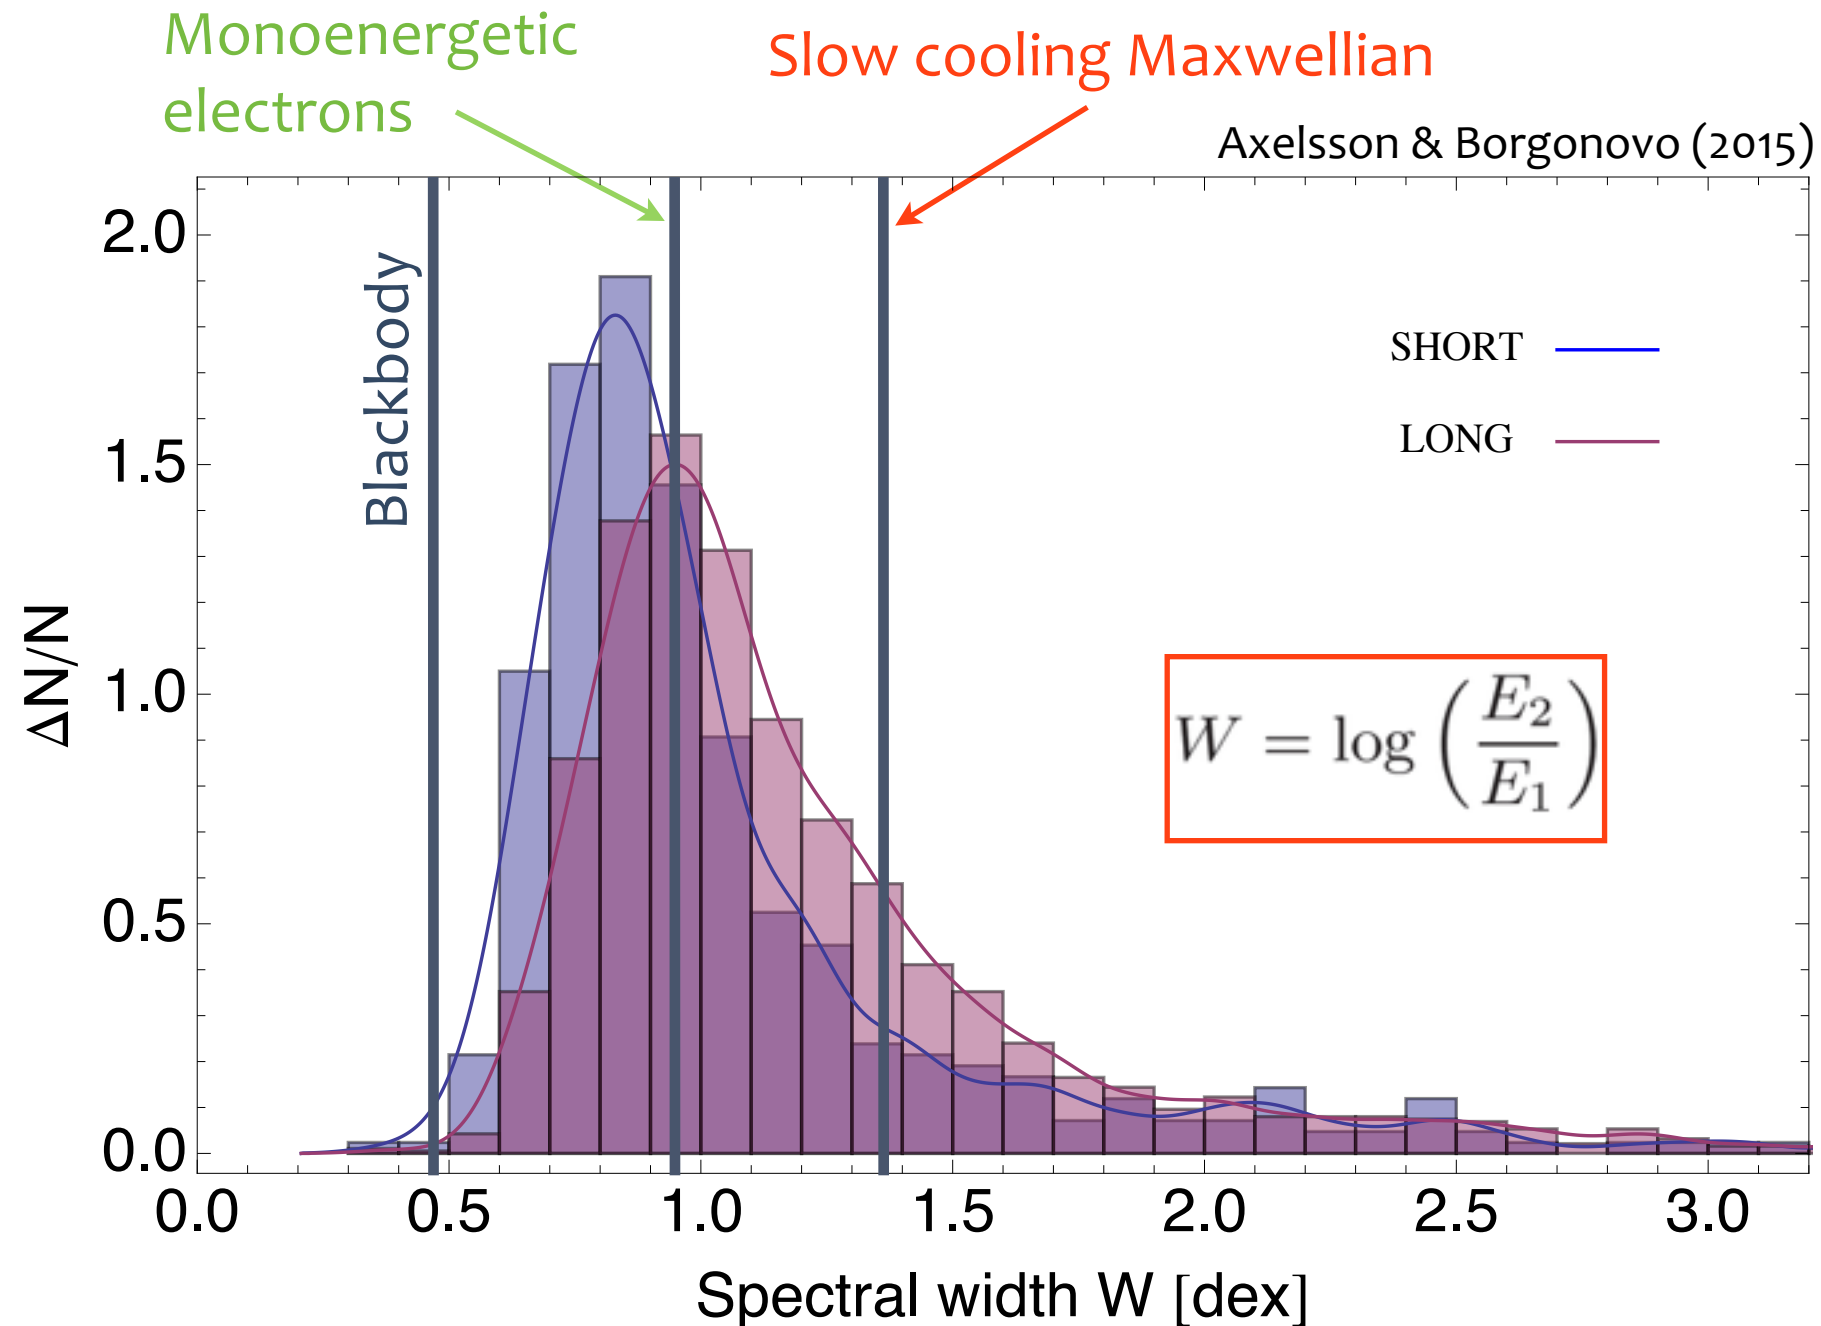 Monoenergetic
electrons
Slow cooling Maxwellian
Axelsson & Borgonovo (2015)
Blackbody
SHORT
LONG
W = log (E₂/E₁)
ΔN/N
2.0
1.5
1.0
0.5
0.0
0.0 0.5 1.0 1.5 2.0 2.5 3.0
Spectral width W [dex]